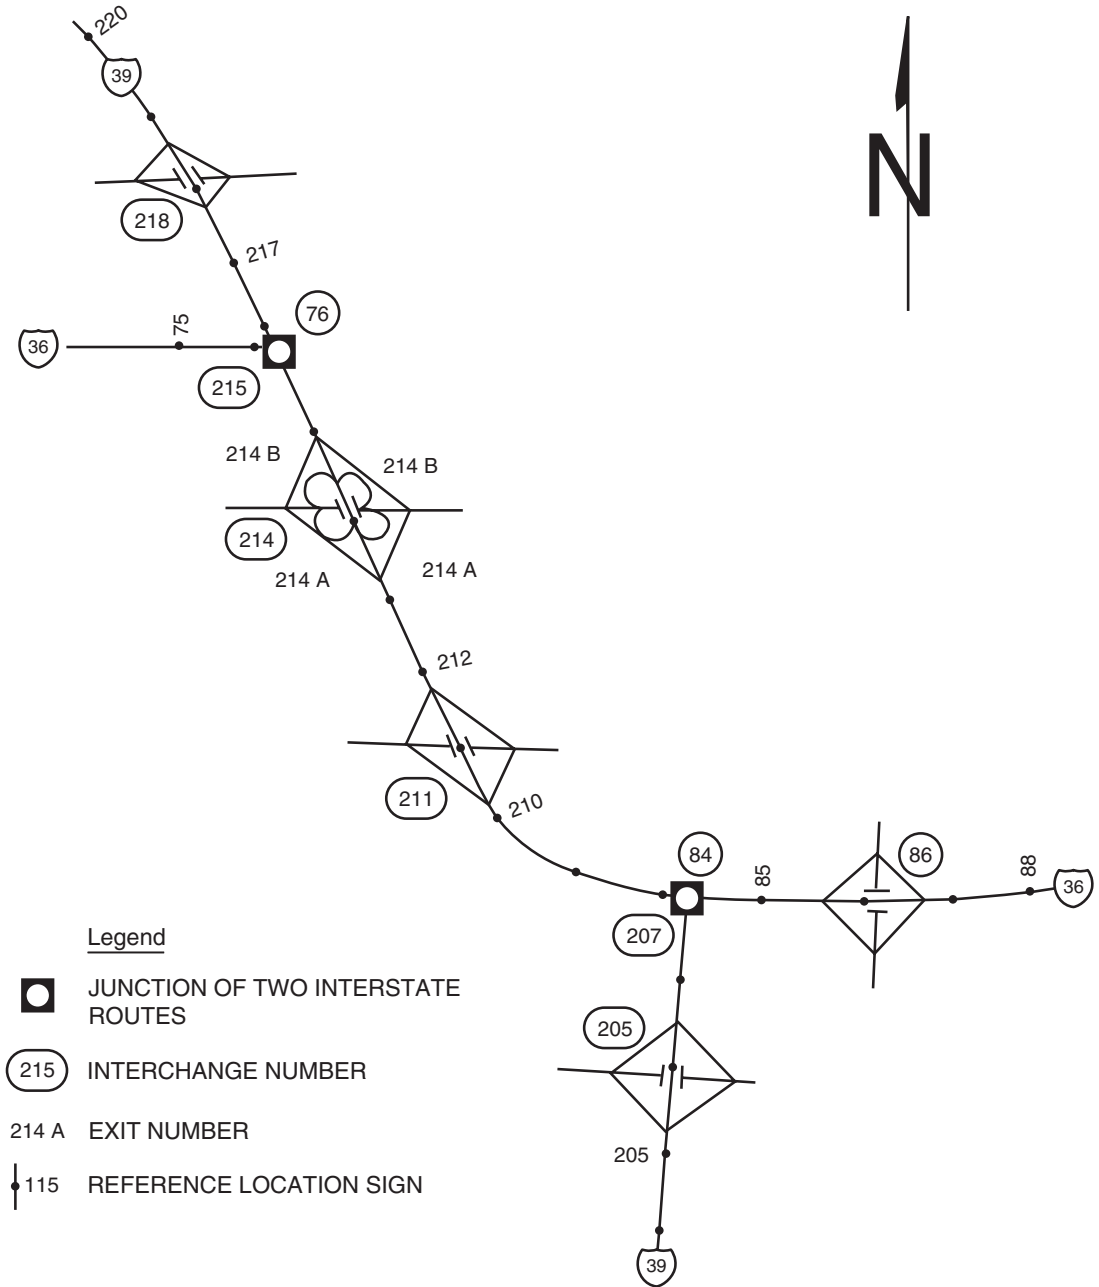 220
39
N
218
217
76
75
36
215
214 B
214 B
214
214 A
214 A
212
211
210
84
86
85
88
36
207
Legend
JUNCTION OF TWO INTERSTATE
ROUTES
205
215 INTERCHANGE NUMBER
214 A EXIT NUMBER
205
115 REFERENCE LOCATION SIGN
39